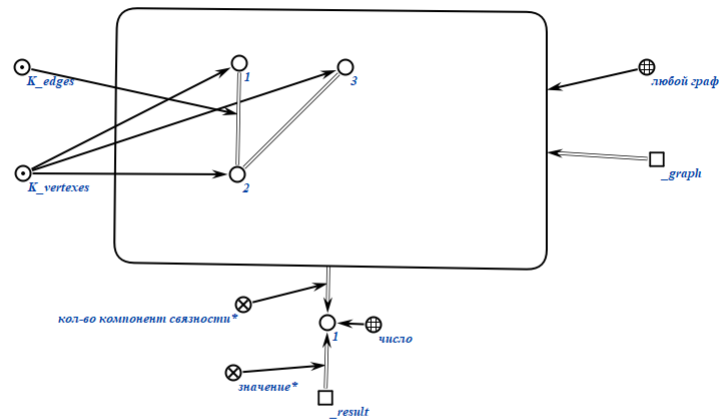 1
3
K_edges
любой граф
2
K_vertexes
_graph
кол-во компонент связности*
1
число
значение*
_result